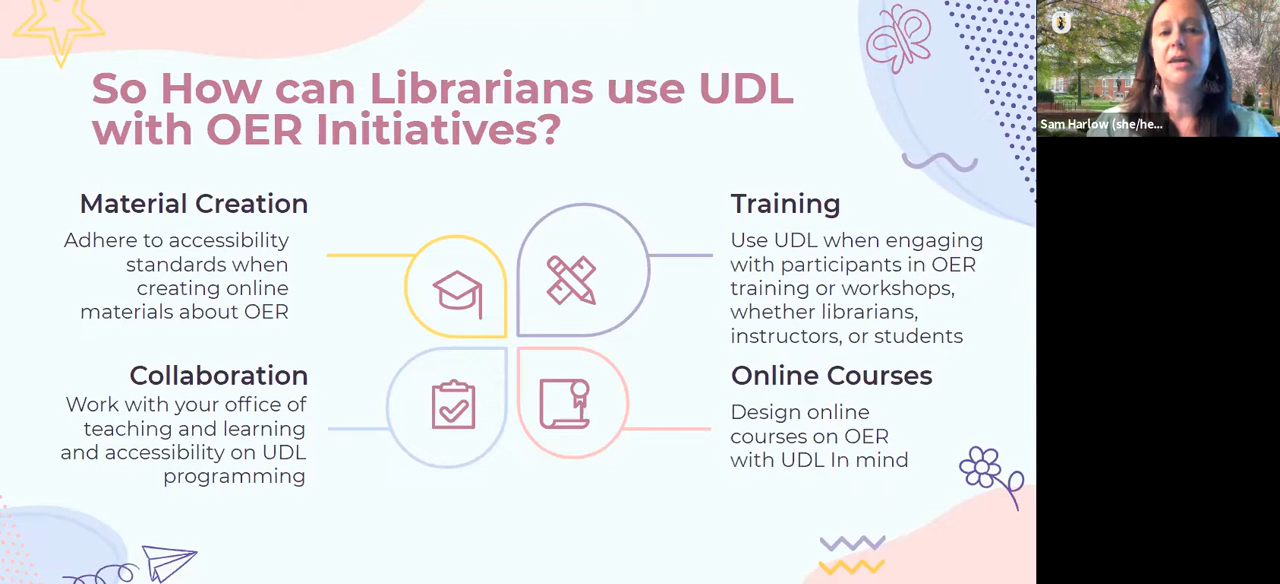 So How can Librarians use UDL
with OER Initiatives?
Material Creation
Adhere to accessibility
standards when
creating online
materials about OER
Training
Use UDL when engaging
with participants in OER
training or workshops,
whether librarians,
instructors, or students
Collaboration
Work with your office of
teaching and learning
and accessibility on UDL
programming
Online Courses
Design online
courses on OER
with UDL In mind
Sam Harlow (she/he...